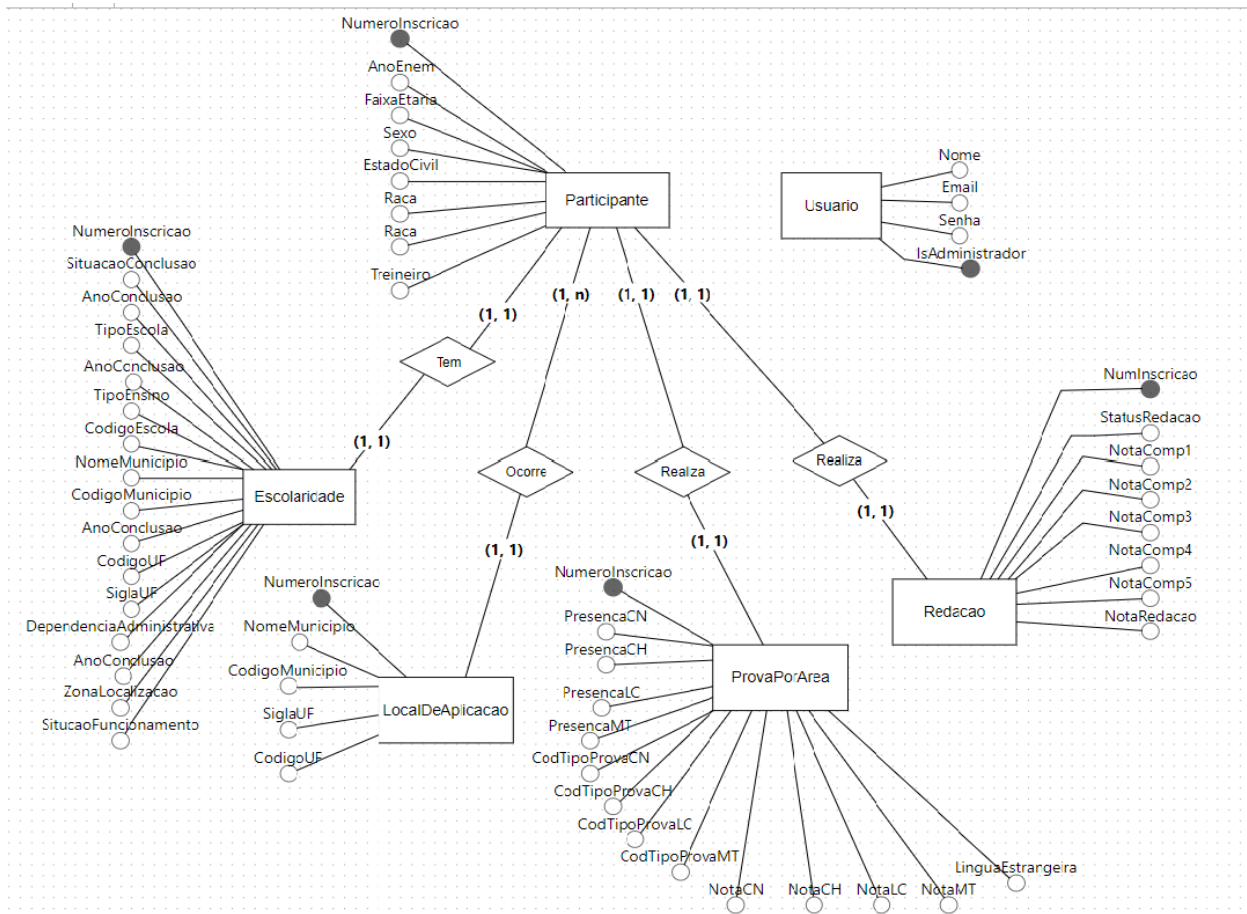 NumeroInscricao
AnoEnem
FaixaEtaria
Sexo
EstadoCivil
Raca
Raca
Treineiro
Participante
Usuario
Nome
Email
Senha
IsAdministrador
(1, 1)
(1, n)
(1, 1)
(1, 1)
Tem
(1, 1)
Ocorre
(1, 1)
Realiza
(1, 1)
Realiza
(1, 1)
NumeroInscricao
SituacaoConclusao
AnoConclusao
TipoEscola
AnoConclusao
TipoEnsino
CodigoEscola
NomeMunicipio
CodigoMunicipio
AnoConclusao
CodigoUF
SiglaUF
DependenciaAdministrativa
AnoConclusao
ZonaLocalizacao
SitucaoFuncionamento
Escolaridade
NumeroInscricao
NomeMunicipio
CodigoMunicipio
SiglaUF
CodigoUF
LocalDeAplicacao
NumeroInscricao
PresencaCN
PresencaCH
PresencaLC
PresencaMT
CodTipoProvaCN
CodTipoProvaCH
CodTipoProvaLC
CodTipoProvaMT
NotaCN
NotaCH
NotaLC
NotaMT
LinguaEstrangeira
ProvaPorArea
NumInscricao
StatusRedacao
NotaComp1
NotaComp2
NotaComp3
NotaComp4
NotaComp5
NotaRedacao
Redacao